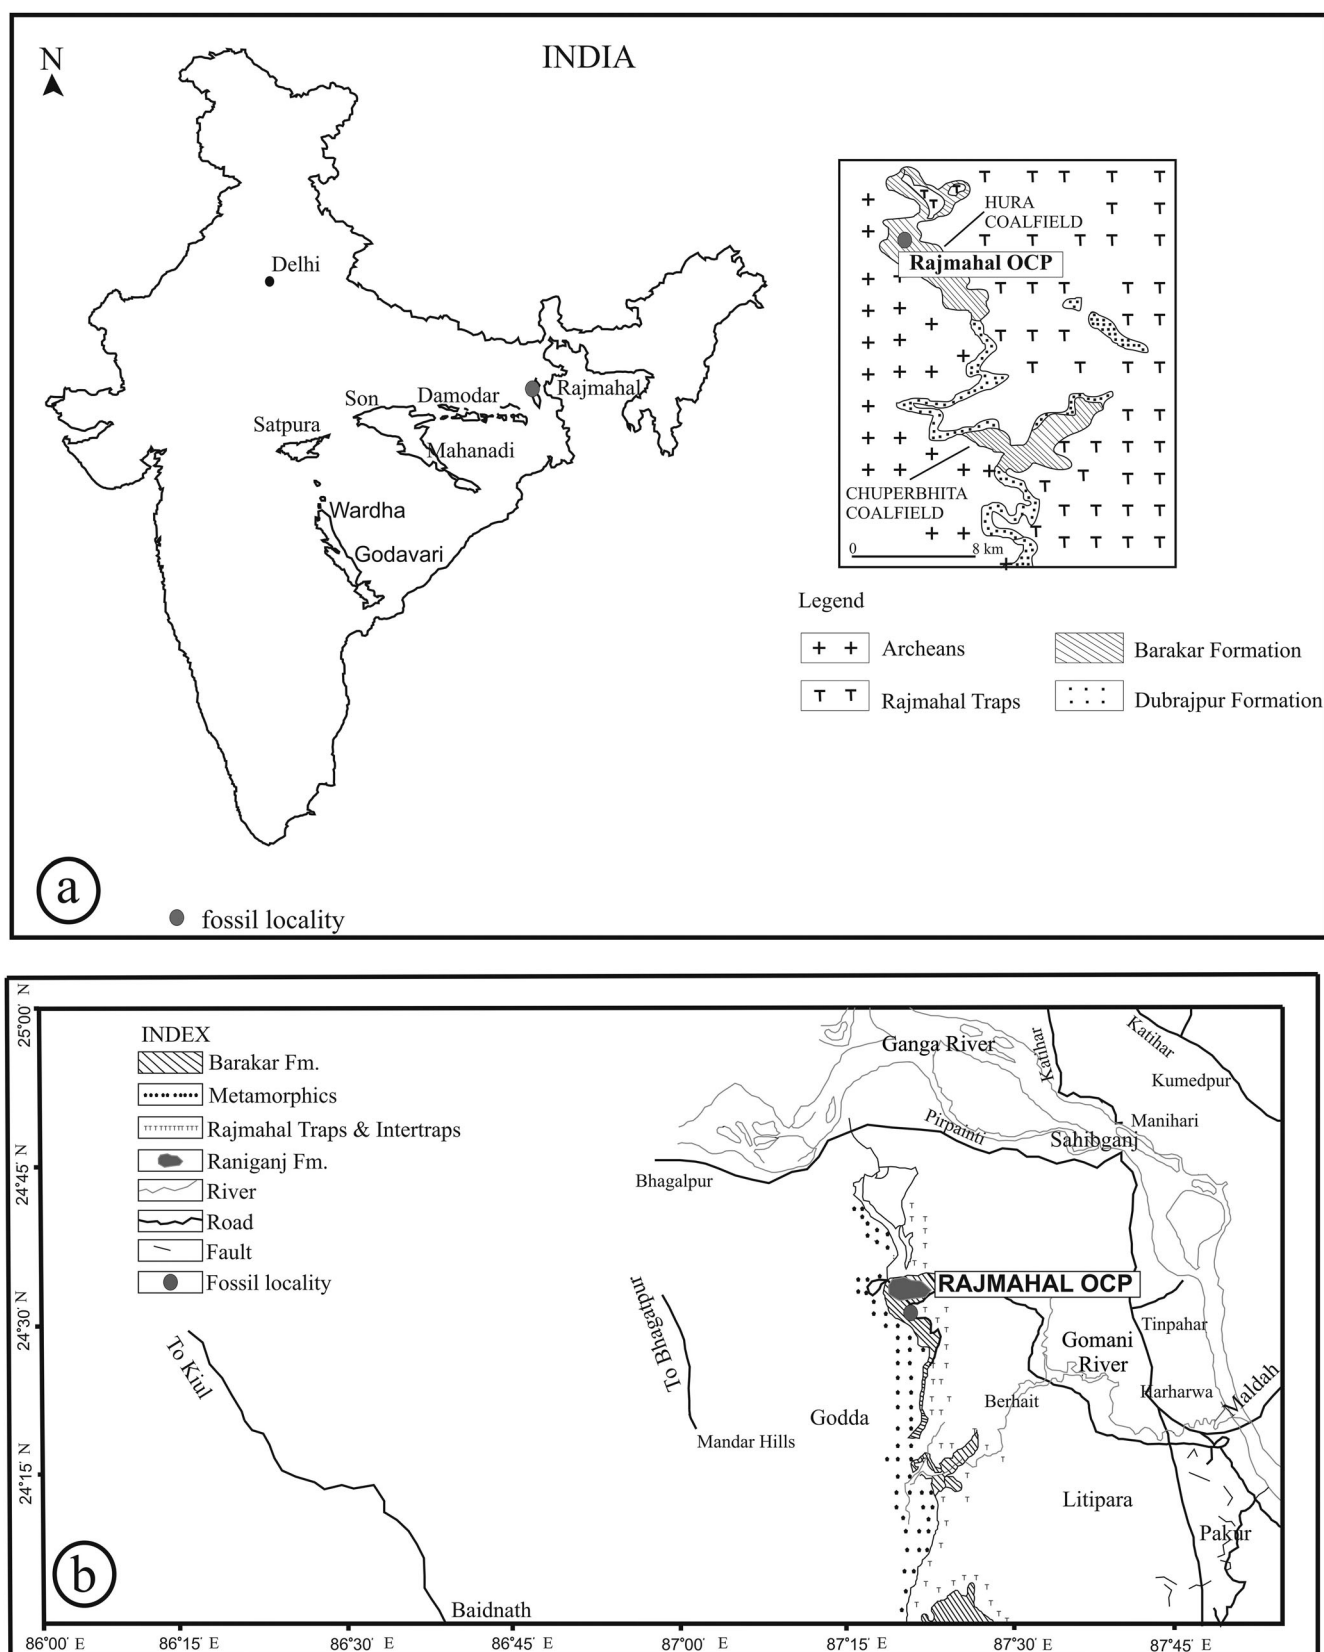 INDIA
N
Delhi
Rajmahal
Damodar
Son
Satpura
Mahanadi
Wardha
Godavari
HURA
COALFIELD
Rajmahal OCP
CHUPERBHITA
COALFIELD
0 8 km
Legend
+ + Archeans
Barakar Formation
T T Rajmahal Traps
Dubrajpur Formation
a
fossil locality
INDEX
Barakar Fm.
Metamorphics
Rajmahal Traps & Intertraps
Raniganj Fm.
River
Road
Fault
Fossil locality
25°00' N
24°45' N
24°30' N
24°15' N
Ganga River
Katihar
Katihar
Kumedpur
Manihari
Pirpainti
Sahibganj
Bhagalpur
RAJMAHAL OCP
To Bhagatpur
To Kiul
Tinpahar
Gomani
River
Maldah
Harharwa
Berhait
Godda
Mandar Hills
Litipara
Pakur
b
Baidnath
86°00' E 86°15' E 86°30' E 86°45' E 87°00' E 87°15' E 87°30' E 87°45' E